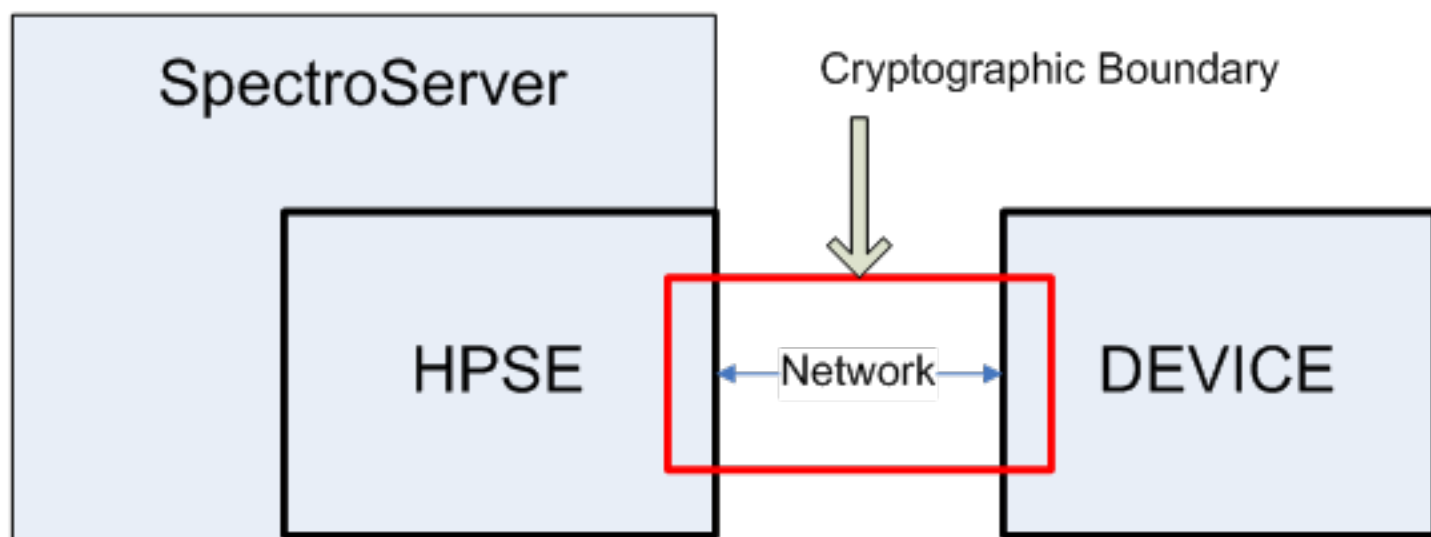 SpectroServer
Cryptographic Boundary
HPSE
Network
DEVICE